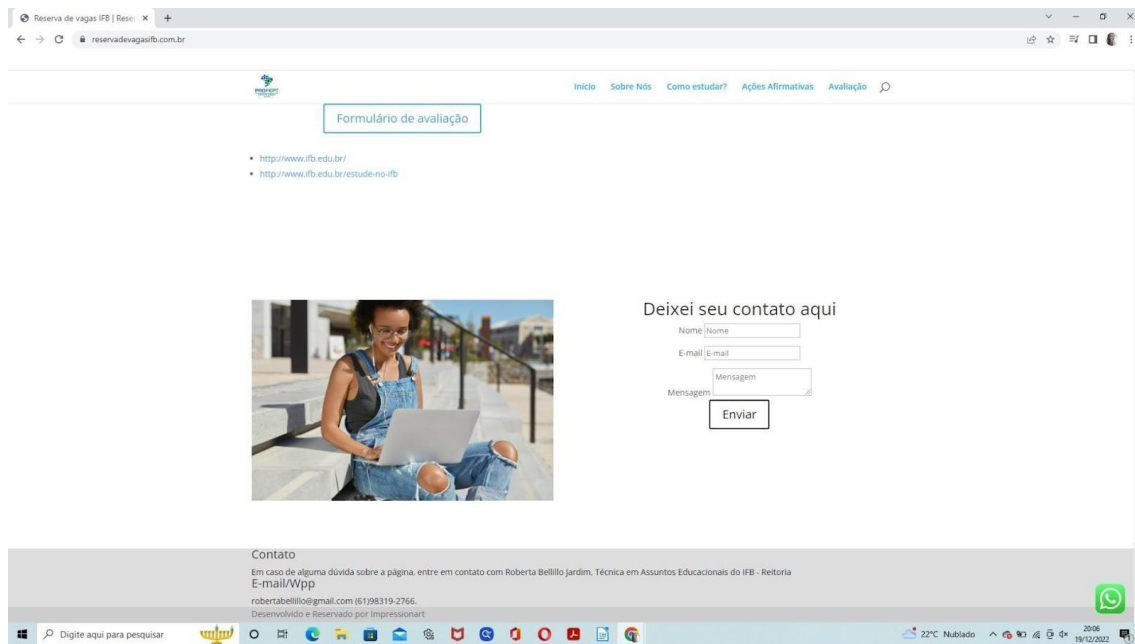 Reserva de vagas IFB | Reser
reservadevagasifb.com.br
PROFEPT
Início Sobre Nós Como estudar? Ações Afirmativas Avaliação
Formulário de avaliação
http://www.ifb.edu.br/
http://www.ifb.edu.br/estude-no-ifb
Deixei seu contato aqui
Nome Nome
E-mail E-mail
Mensagem
Mensagem
Enviar
Contato
Em caso de alguma dúvida sobre a página, entre em contato com Roberta Bellillo Jardim, Técnica em Assuntos Educacionais do IFB - Reitoria
E-mail/Wpp
robertabellillo@gmail.com (61)98319-2766.
Desenvolvido e Reservado por Impressionart
Digite aqui para pesquisar
22°C Nublado
20:06
19/12/2022